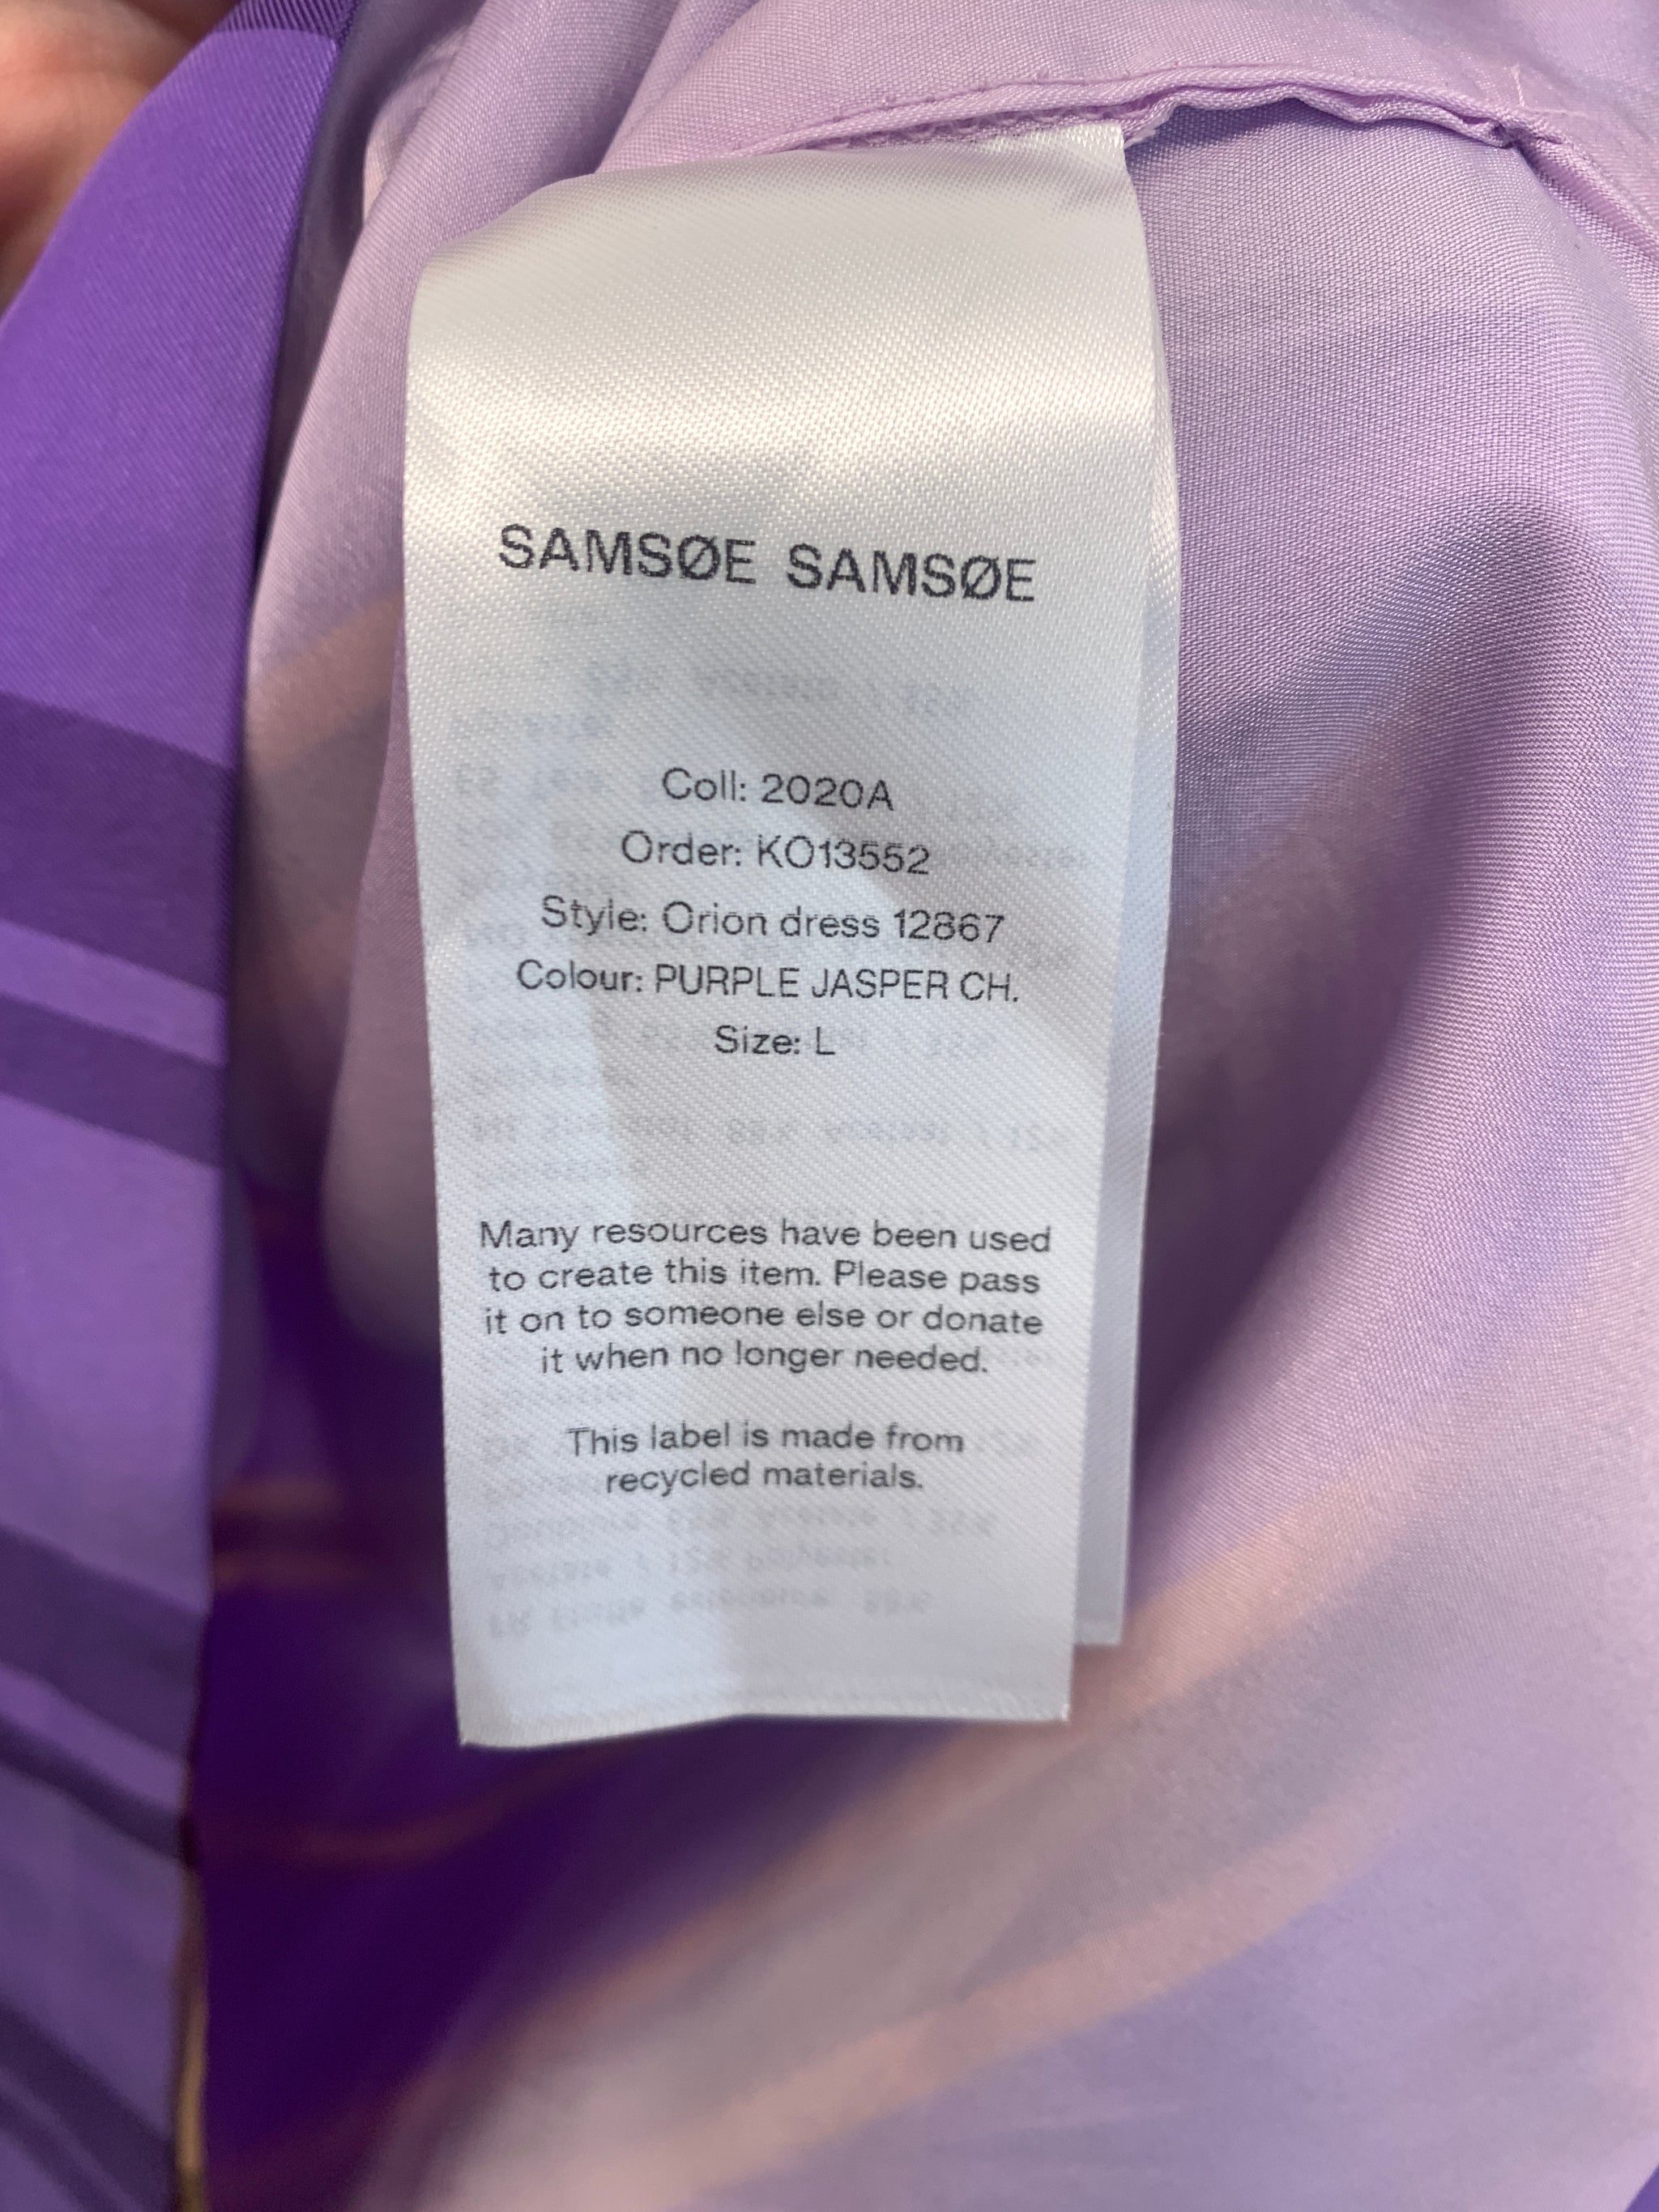 SAMSØE SAMSØE
Coll: 2020A
Order: KO13552
Style: Orion dress 12867
Colour: PURPLE JASPER CH.
Size: L
Many resources have been used
to create this item. Please pass
it on to someone else or donate
it when no longer needed.
This label is made from
recycled materials.